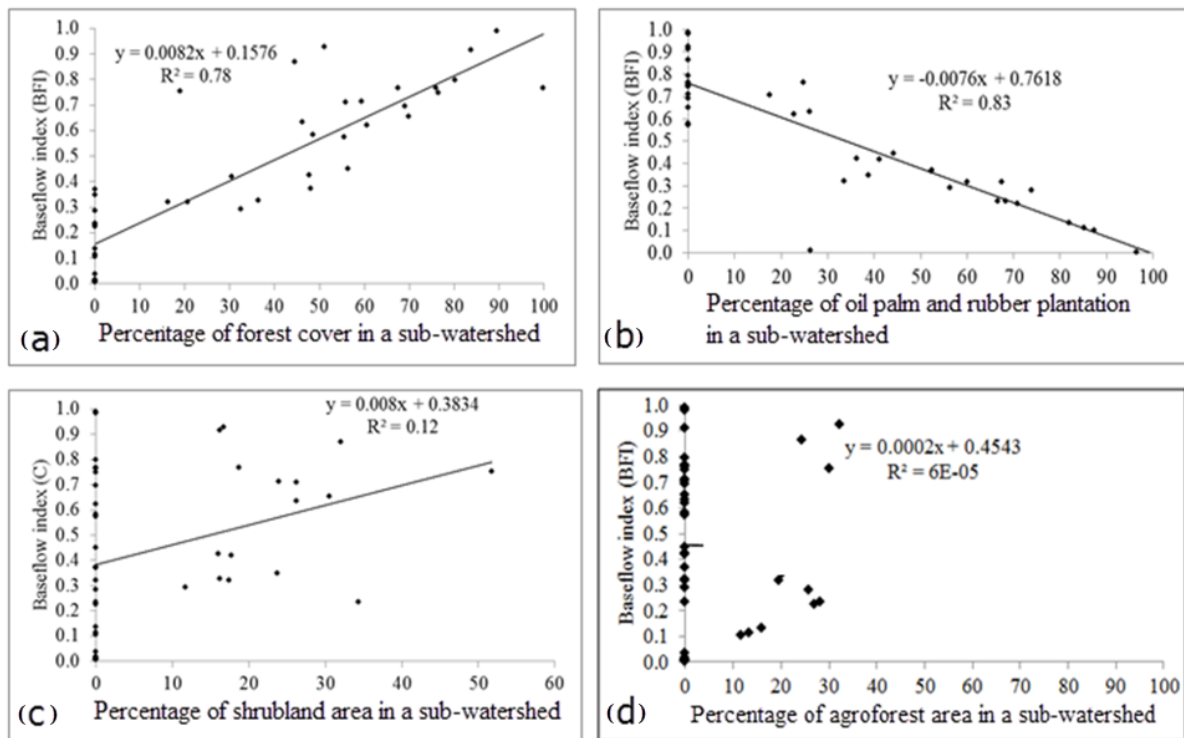 (a)
Baseflow index (BFI)
1.0
0.9
0.8
0.7
0.6
0.5
0.4
0.3
0.2
0.1
0.0
y = 0.0082x + 0.1576
R² = 0.78
0 10 20 30 40 50 60 70 80 90 100
Percentage of forest cover in a sub-watershed
(b)
Baseflow index (BFI)
1.0
0.9
0.8
0.7
0.6
0.5
0.4
0.3
0.2
0.1
0.0
y = -0.0076x + 0.7618
R² = 0.83
0 10 20 30 40 50 60 70 80 90 100
Percentage of oil palm and rubber plantation
in a sub-watershed
(c)
Baseflow index (C)
1.0
0.9
0.8
0.7
0.6
0.5
0.4
0.3
0.2
0.1
0.0
y = 0.008x + 0.3834
R² = 0.12
0 10 20 30 40 50 60
Percentage of shrubland area in a sub-watershed
(d)
Baseflow index (BFI)
1.0
0.9
0.8
0.7
0.6
0.5
0.4
0.3
0.2
0.1
0.0
y = 0.0002x + 0.4543
R² = 6E-05
0 10 20 30 40 50 60 70 80 90 100
Percentage of agroforest area in a sub-watershed